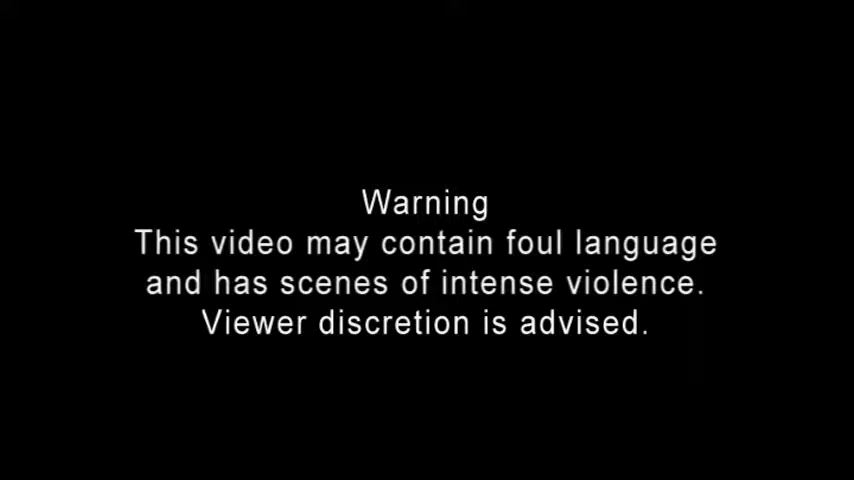 Warning
This video may contain foul language
and has scenes of intense violence.
Viewer discretion is advised.